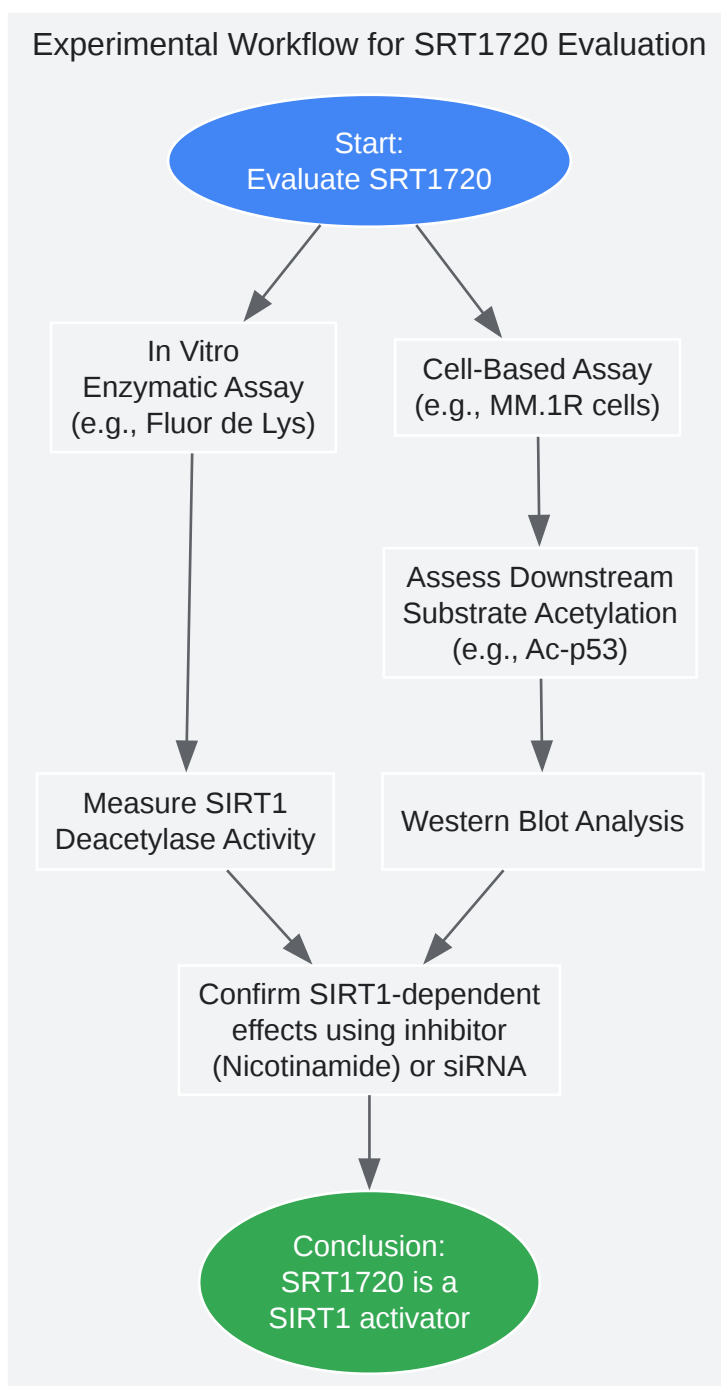 Experimental Workflow for SRT1720 Evaluation
Start:
Evaluate SRT1720
In Vitro
Enzymatic Assay
(e.g., Fluor de Lys)
Cell-Based Assay
(e.g., MM.1R cells)
Assess Downstream
Substrate Acetylation
(e.g., Ac-p53)
Measure SIRT1
Deacetylase Activity
Western Blot Analysis
Confirm SIRT1-dependent
effects using inhibitor
(Nicotinamide) or siRNA
Conclusion:
SRT1720 is a
SIRT1 activator